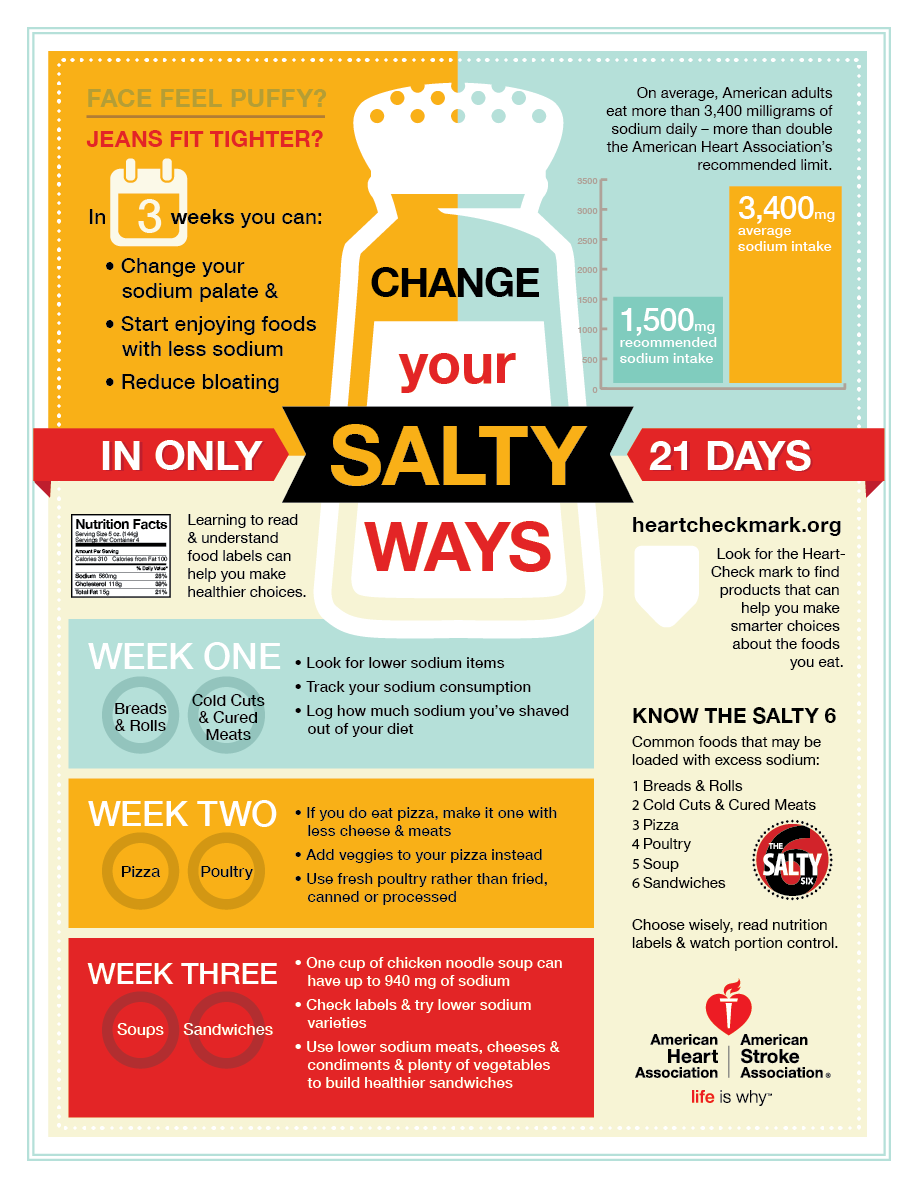 FACE FEEL PUFFY?
JEANS FIT TIGHTER?
In 3 weeks you can:
• Change your
sodium palate &
• Start enjoying foods
with less sodium
• Reduce bloating
On average, American adults
eat more than 3,400 milligrams of
sodium daily – more than double
the American Heart Association's
recommended limit.
3500
3000
2500
2000
1500
1000
500
0
3,400mg
average
sodium intake
1,500mg
recommended
sodium intake
CHANGE
your
IN ONLY SALTY 21 DAYS
WAYS
Nutrition Facts
Serving Size 5 oz. (144g)
Servings Per Container 4
Amount Per Serving
Calories 310 Calories from Fat 100
% Daily Value*
Sodium 560mg 28%
Cholesterol 118g 39%
Total Fat 15g 21%
Learning to read
& understand
food labels can
help you make
healthier choices.
heartcheckmark.org
Look for the Heart-
Check mark to find
products that can
help you make
smarter choices
about the foods
you eat.
WEEK ONE
Breads
& Rolls
Cold Cuts
& Cured
Meats
• Look for lower sodium items
• Track your sodium consumption
• Log how much sodium you've shaved
out of your diet
WEEK TWO
Pizza
Poultry
• If you do eat pizza, make it one with
less cheese & meats
• Add veggies to your pizza instead
• Use fresh poultry rather than fried,
canned or processed
WEEK THREE
Soups
Sandwiches
• One cup of chicken noodle soup can
have up to 940 mg of sodium
• Check labels & try lower sodium
varieties
• Use lower sodium meats, cheeses &
condiments & plenty of vegetables
to build healthier sandwiches
KNOW THE SALTY 6
Common foods that may be
loaded with excess sodium:
1 Breads & Rolls
2 Cold Cuts & Cured Meats
3 Pizza
4 Poultry
5 Soup
6 Sandwiches
THE
SALTY
SIX
Choose wisely, read nutrition
labels & watch portion control.
American
Heart
Association
American
Stroke
Association®
life is why™